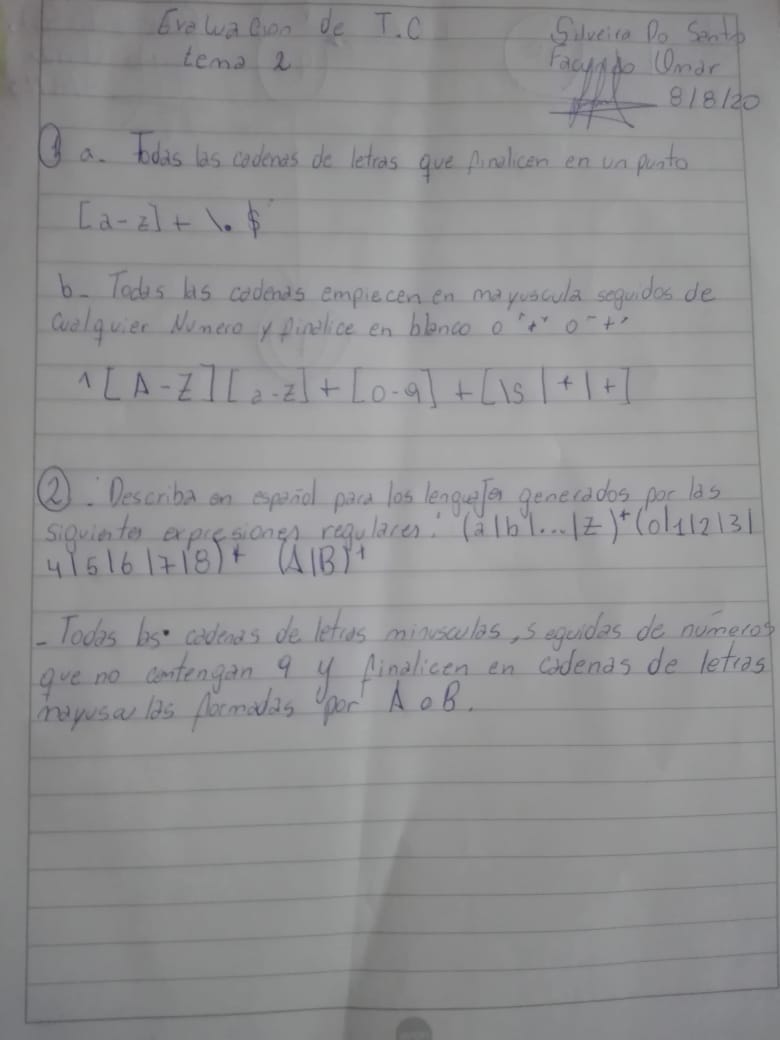 Evaluacion de T.C
tema 2
Silveira Do Santo
Facundo Omar
8/8/20
1 a. Todas las cadenas de letras que finalicen en un punto
[a-z]+ \. $
b- Todas las cadenas empiecen en mayuscula seguidos de
cualquier Numero y finalice en blanco o "+" o "+"
^[A-Z][a-z]+[0-9]+[\s|+|+]
2. Describa en español para los lenguajes generados por las
siguientes expresiones regulares: (a|b|...|z)+(0|1|2|3|
4|5|6|7|8)+ (A|B)+
- Todas las cadenas de letras minusculas, seguidas de numeros
que no contengan 9 y finalicen en cadenas de letras
mayusculas formadas por A o B.